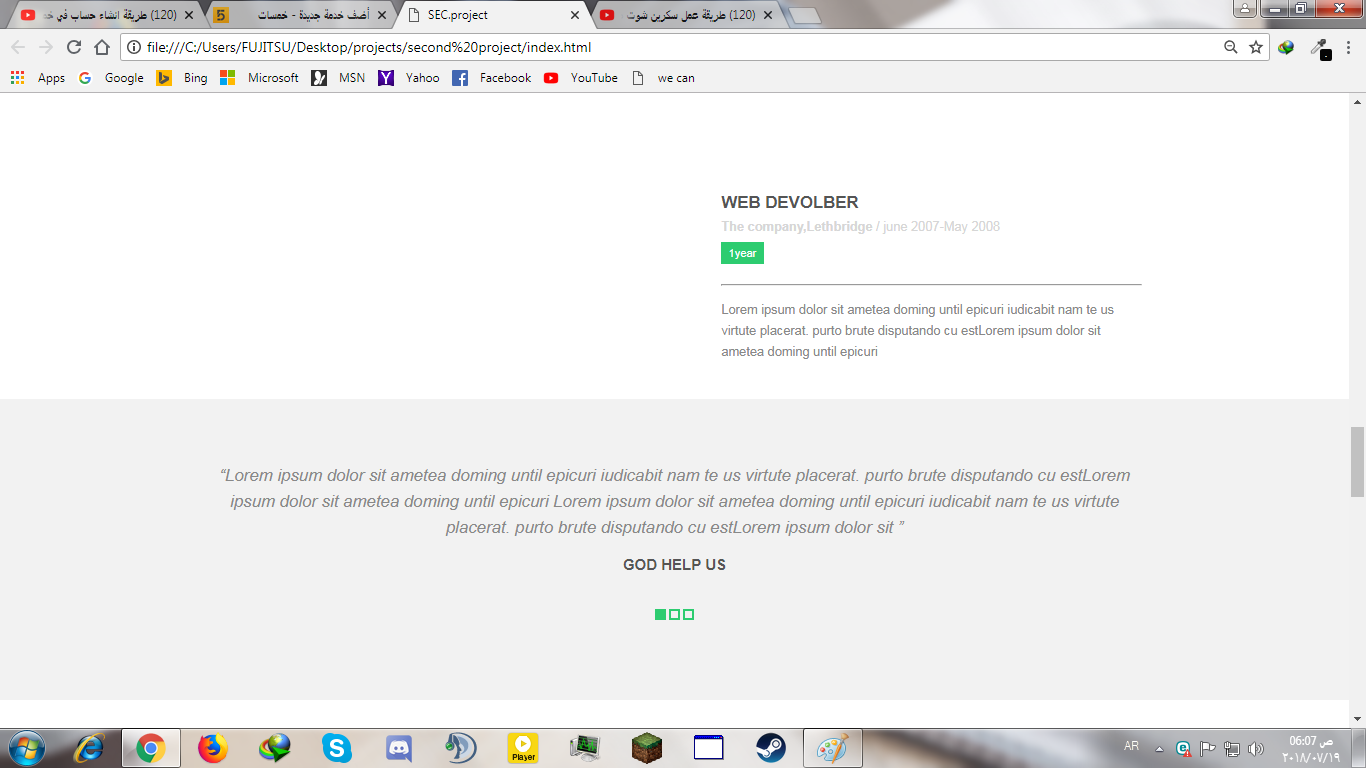 (120) طريقة انشاء حساب في خم
أضف خدمة جديدة - خمسات
SEC.project
(120) طريقة عمل سكرين شوت
file:///C:/Users/FUJITSU/Desktop/projects/second%20project/index.html
Apps Google Bing Microsoft MSN Yahoo Facebook YouTube we can
WEB DEVOLBER
The company,Lethbridge / june 2007-May 2008
1year
Lorem ipsum dolor sit ametea doming until epicuri iudicabit nam te us
virtute placerat. purto brute disputando cu estLorem ipsum dolor sit
ametea doming until epicuri
“Lorem ipsum dolor sit ametea doming until epicuri iudicabit nam te us virtute placerat. purto brute disputando cu estLorem
ipsum dolor sit ametea doming until epicuri Lorem ipsum dolor sit ametea doming until epicuri iudicabit nam te us virtute
placerat. purto brute disputando cu estLorem ipsum dolor sit ”
GOD HELP US
Player
AR
06:07 ص
٢٠١٨/٠٧/١٩